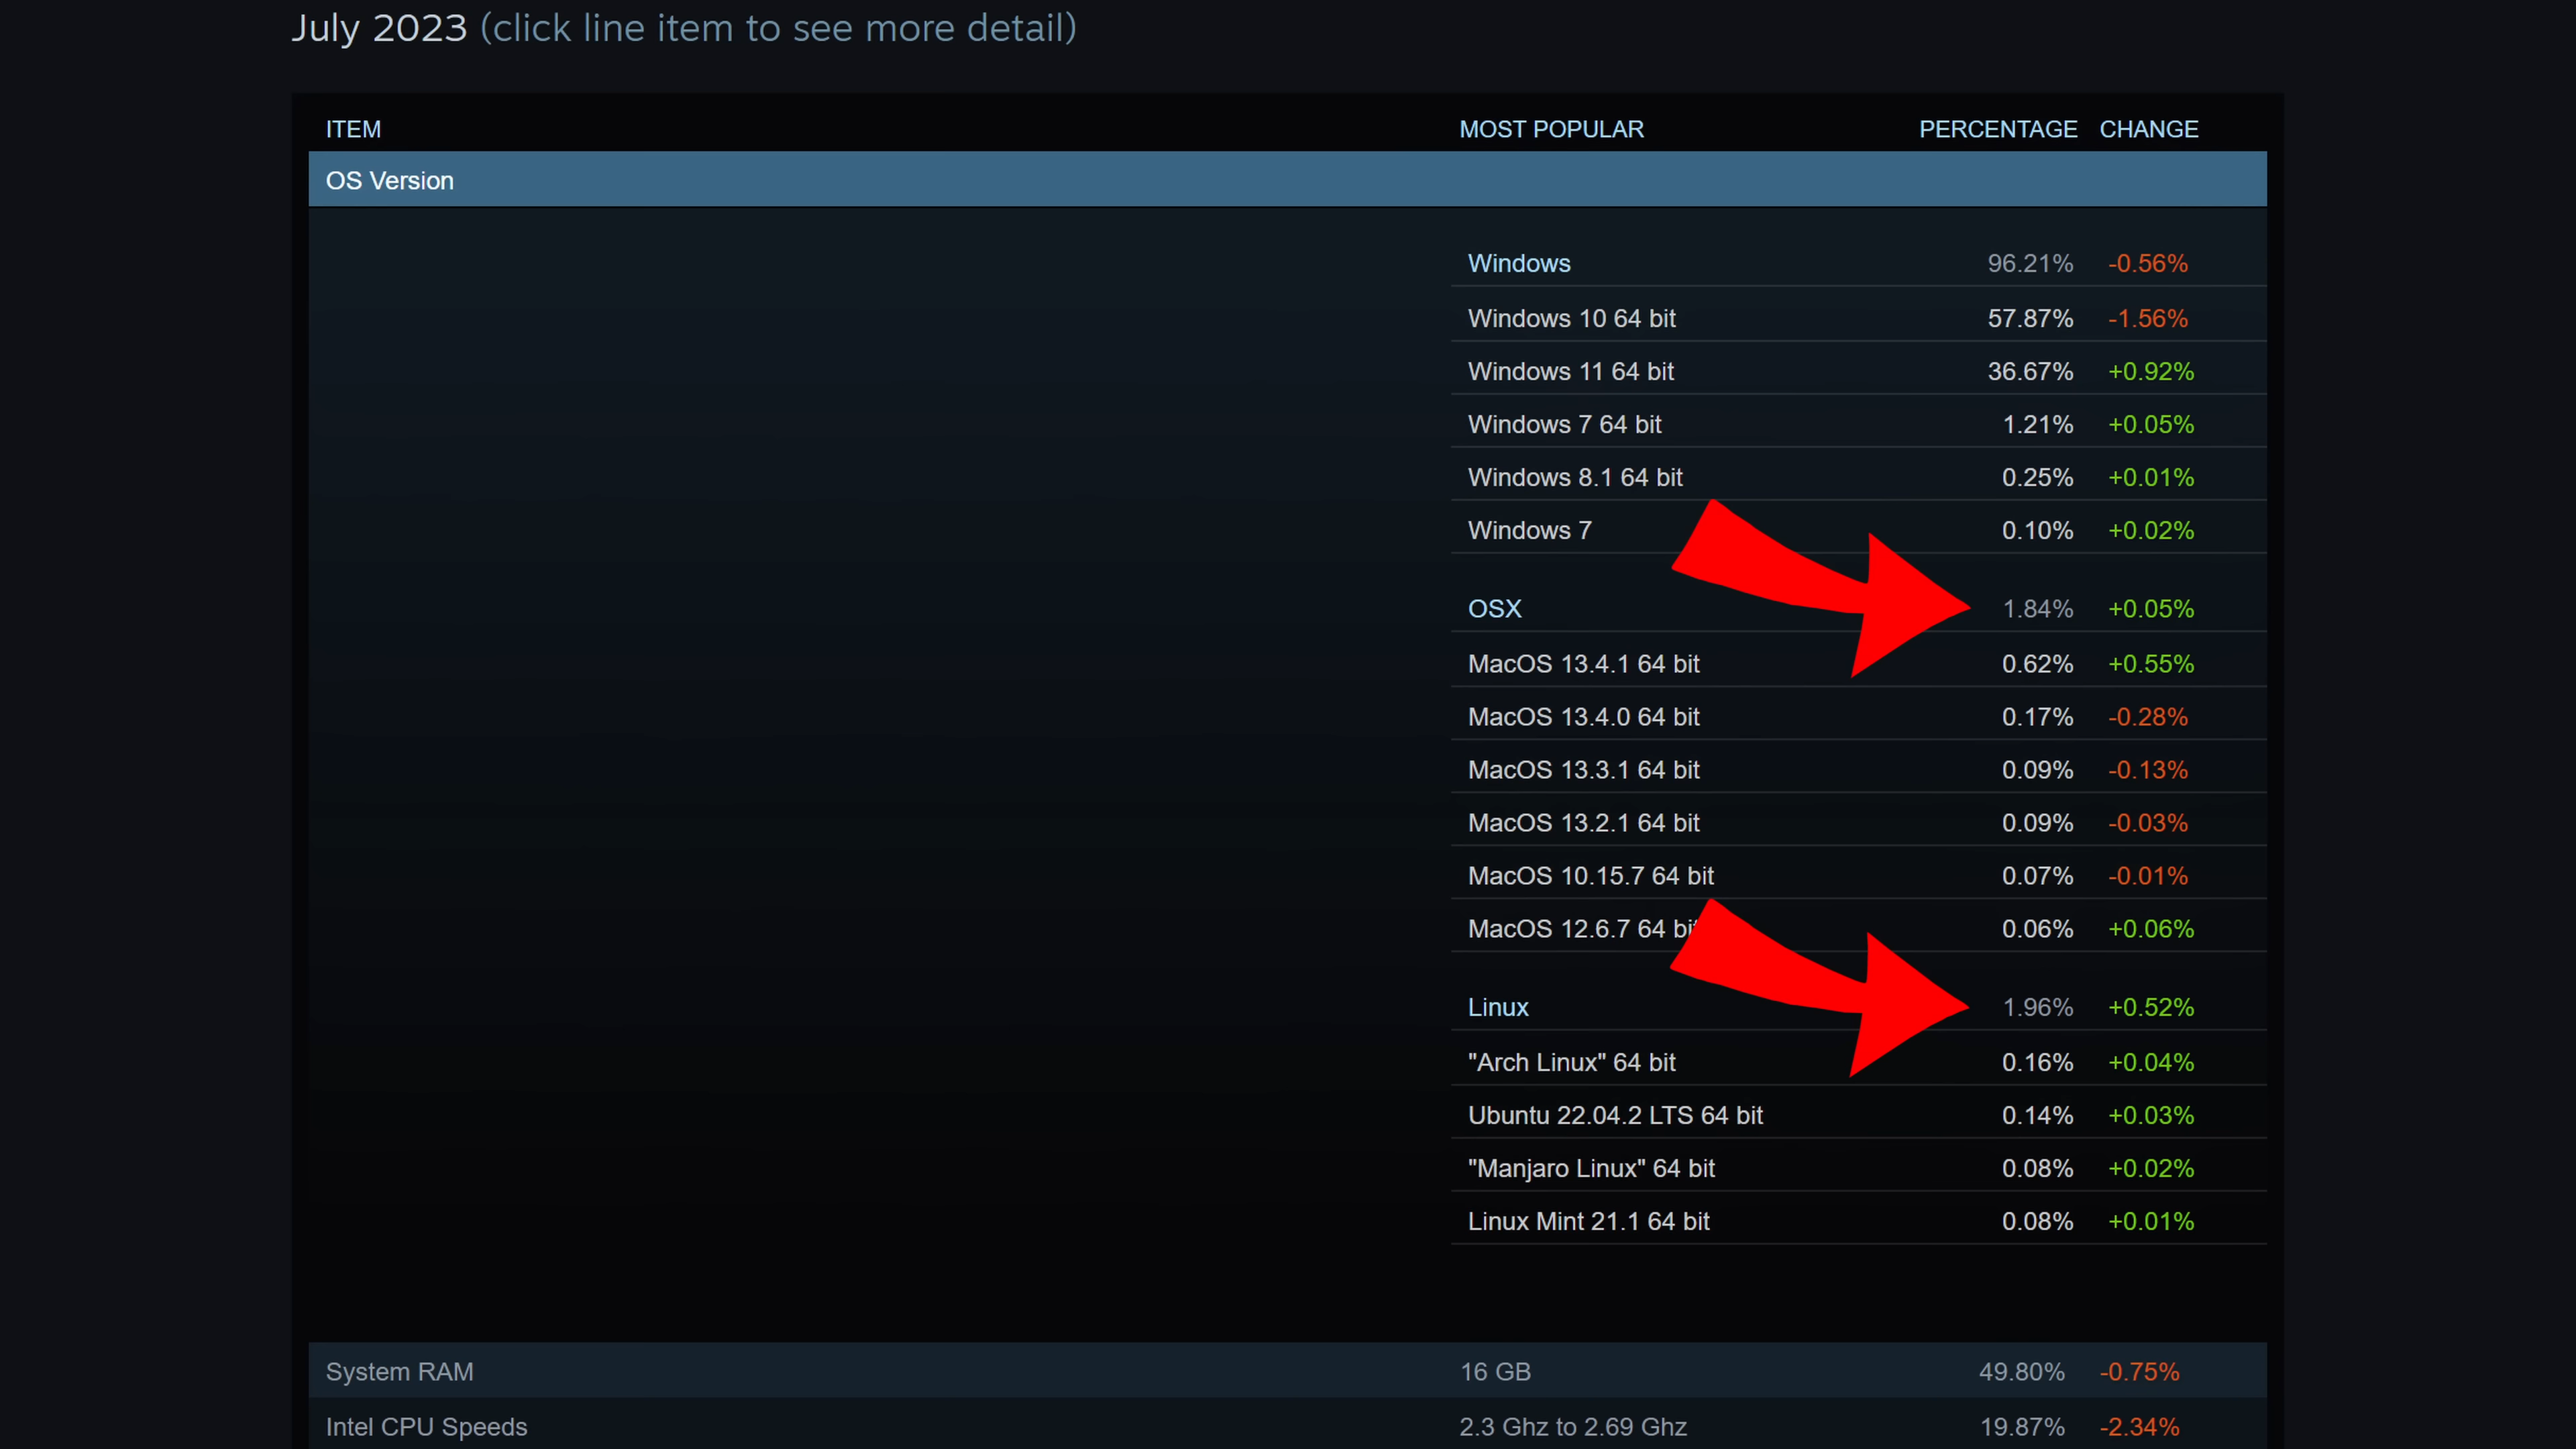 July 2023 (click line item to see more detail)
ITEM MOST POPULAR PERCENTAGE CHANGE
OS Version
Windows 96.21% -0.56%
Windows 10 64 bit 57.87% -1.56%
Windows 11 64 bit 36.67% +0.92%
Windows 7 64 bit 1.21% +0.05%
Windows 8.1 64 bit 0.25% +0.01%
Windows 7 0.10% +0.02%
OSX 1.84% +0.05%
MacOS 13.4.1 64 bit 0.62% +0.55%
MacOS 13.4.0 64 bit 0.17% -0.28%
MacOS 13.3.1 64 bit 0.09% -0.13%
MacOS 13.2.1 64 bit 0.09% -0.03%
MacOS 10.15.7 64 bit 0.07% -0.01%
MacOS 12.6.7 64 bit 0.06% +0.06%
Linux 1.96% +0.52%
"Arch Linux" 64 bit 0.16% +0.04%
Ubuntu 22.04.2 LTS 64 bit 0.14% +0.03%
"Manjaro Linux" 64 bit 0.08% +0.02%
Linux Mint 21.1 64 bit 0.08% +0.01%
System RAM 16 GB 49.80% -0.75%
Intel CPU Speeds 2.3 Ghz to 2.69 Ghz 19.87% -2.34%